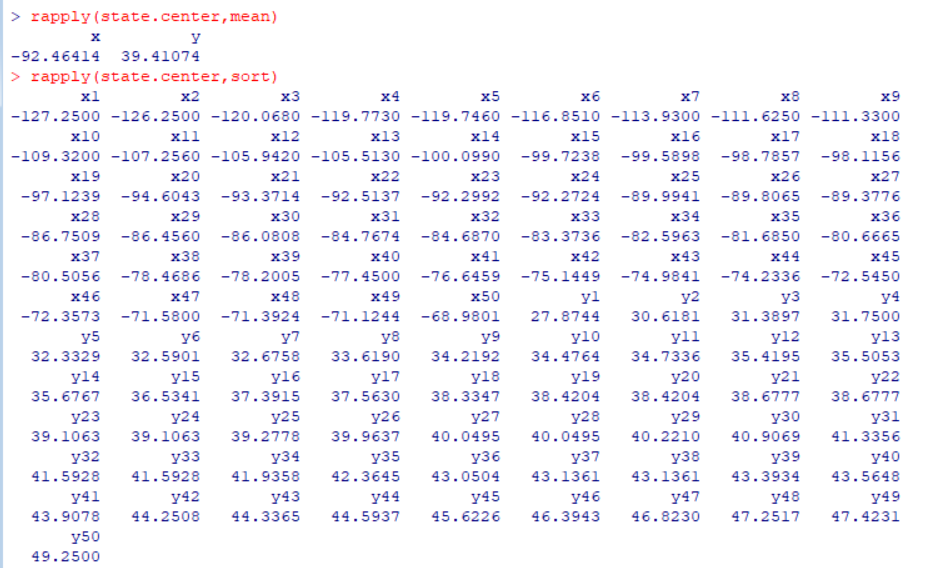 > rapply(state.center,mean)
x y
-92.46414 39.41074
> rapply(state.center,sort)
x1 x2 x3 x4 x5 x6 x7 x8 x9
-127.2500 -126.2500 -120.0680 -119.7730 -119.7460 -116.8510 -113.9300 -111.6250 -111.3300
x10 x11 x12 x13 x14 x15 x16 x17 x18
-109.3200 -107.2560 -105.9420 -105.5130 -100.0990 -99.7238 -99.5898 -98.7857 -98.1156
x19 x20 x21 x22 x23 x24 x25 x26 x27
-97.1239 -94.6043 -93.3714 -92.5137 -92.2992 -92.2724 -89.9941 -89.8065 -89.3776
x28 x29 x30 x31 x32 x33 x34 x35 x36
-86.7509 -86.4560 -86.0808 -84.7674 -84.6870 -83.3736 -82.5963 -81.6850 -80.6665
x37 x38 x39 x40 x41 x42 x43 x44 x45
-80.5056 -78.4686 -78.2005 -77.4500 -76.6459 -75.1449 -74.9841 -74.2336 -72.5450
x46 x47 x48 x49 x50 y1 y2 y3 y4
-72.3573 -71.5800 -71.3924 -71.1244 -68.9801 27.8744 30.6181 31.3897 31.7500
y5 y6 y7 y8 y9 y10 y11 y12 y13
32.3329 32.5901 32.6758 33.6190 34.2192 34.4764 34.7336 35.4195 35.5053
y14 y15 y16 y17 y18 y19 y20 y21 y22
35.6767 36.5341 37.3915 37.5630 38.3347 38.4204 38.4204 38.6777 38.6777
y23 y24 y25 y26 y27 y28 y29 y30 y31
39.1063 39.1063 39.2778 39.9637 40.0495 40.0495 40.2210 40.9069 41.3356
y32 y33 y34 y35 y36 y37 y38 y39 y40
41.5928 41.5928 41.9358 42.3645 43.0504 43.1361 43.1361 43.3934 43.5648
y41 y42 y43 y44 y45 y46 y47 y48 y49
43.9078 44.2508 44.3365 44.5937 45.6226 46.3943 46.8230 47.2517 47.4231
y50
49.2500